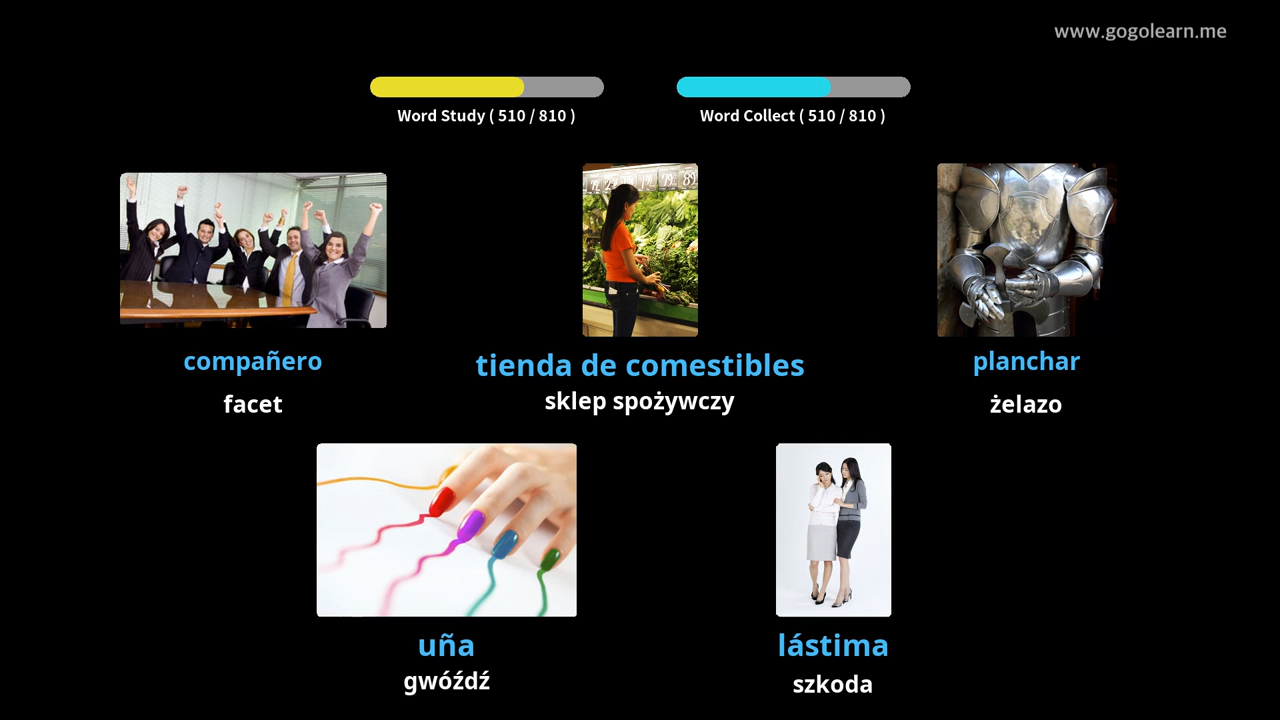 www.gogolearn.me
Word Study ( 510 / 810 )
Word Collect ( 510 / 810 )
compañero
facet
tienda de comestibles
sklep spożywczy
planchar
żelazo
uña
gwóźdź
lástima
szkoda